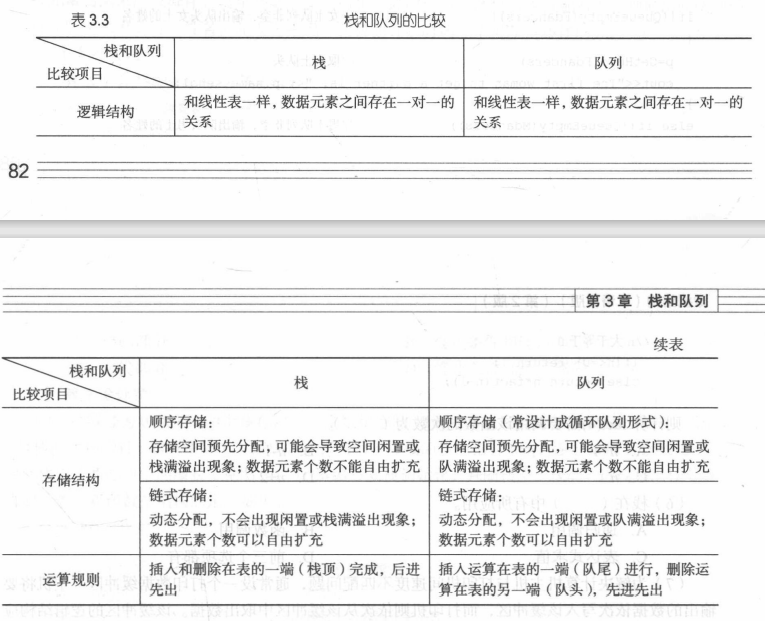 表 3.3 栈和队列的比较
栈和队列
比较项目
栈
队列
逻辑结构
和线性表一样，数据元素之间存在一对一的
关系
和线性表一样，数据元素之间存在一对一的
关系
82
第 3 章 栈和队列
续表
栈和队列
比较项目
栈
队列
存储结构
顺序存储：
存储空间预先分配，可能会导致空间闲置或
栈满溢出现象；数据元素个数不能自由扩充
顺序存储（常设计成循环队列形式）：
存储空间预先分配，可能会导致空间闲置或
队满溢出现象；数据元素个数不能自由扩充
链式存储：
动态分配，不会出现闲置或栈满溢出现象；
数据元素个数可以自由扩充
链式存储：
动态分配，不会出现闲置或队满溢出现象；
数据元素个数可以自由扩充
运算规则
插入和删除在表的一端（栈顶）完成，后进
先出
插入运算在表的一端（队尾）进行，删除运
算在表的另一端（队头），先进先出